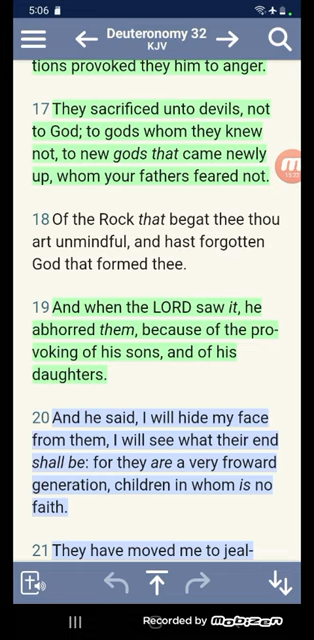 5:06
Deuteronomy 32
KJV
tions provoked they him to anger.
17 They sacrificed unto devils, not
to God; to gods whom they knew
not, to new gods that came newly
up, whom your fathers feared not.
18 Of the Rock that begat thee thou
art unmindful, and hast forgotten
God that formed thee.
19 And when the LORD saw it, he
abhorred them, because of the pro-
voking of his sons, and of his
daughters.
20 And he said, I will hide my face
from them, I will see what their end
shall be: for they are a very froward
generation, children in whom is no
faith.
21 They have moved me to jeal-
Recorded by mobizen